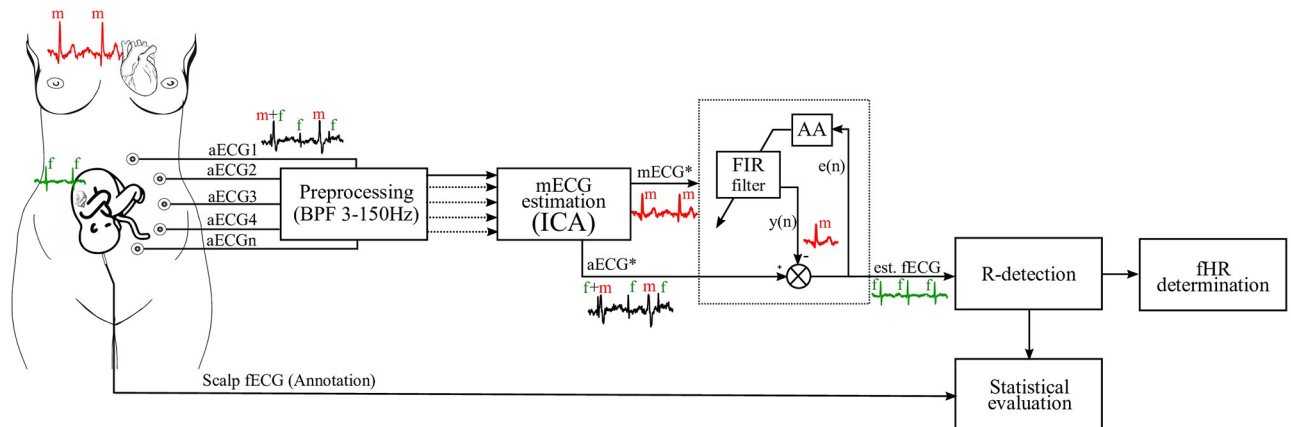 m m
m+f f m f
f f
aECG1
aECG2
aECG3
aECG4
aECGn
Preprocessing
(BPF 3-150Hz)
mECG
estimation
(ICA)
mECG*
m m
aECG*
f+m f m f
AA
FIR
filter
e(n)
y(n)
m
+ -
est. fECG
f f f
R-detection
fHR
determination
Scalp fECG (Annotation)
Statistical
evaluation